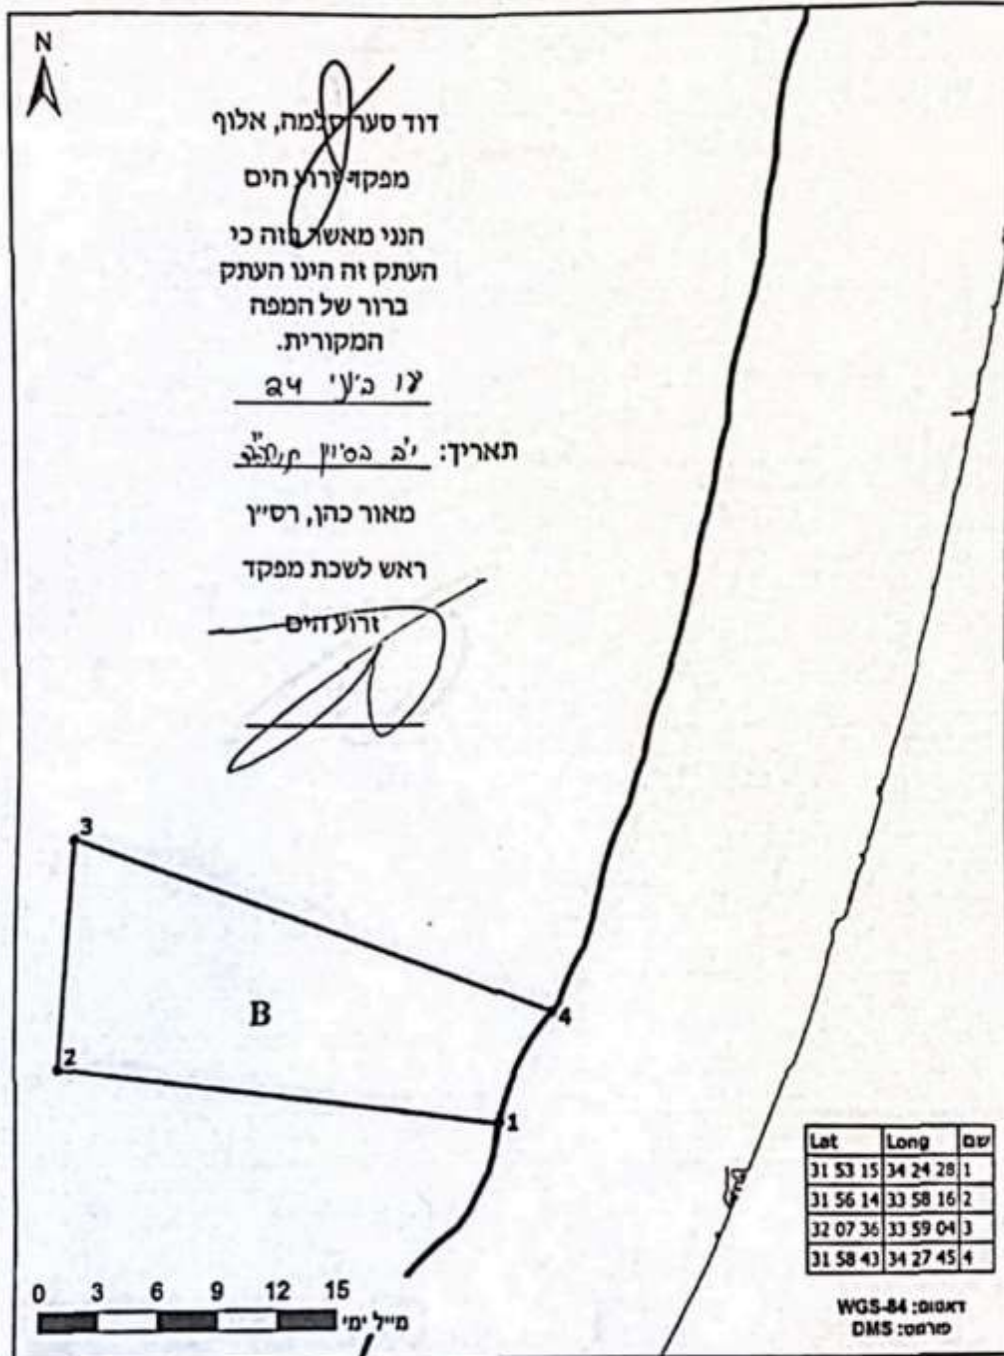 N
דוד סער סלמה, אלוף
מפקד זרוע הים
הנני מאשר בזה כי
העתק זה הינו העתק
ברור של המפה
המקורית.
24
תאריך: י"ב בסיון
מאור כהן, רס"ן
ראש לשכת מפקד
זרוע הים
3
B
4
2
1
Lat Long שם
31 53 15 34 24 28 1
31 56 14 33 58 16 2
32 07 36 33 59 04 3
31 58 43 34 27 45 4
0 3 6 9 12 15
מייל ימי
דאטום: WGS-84
פורמט: DMS